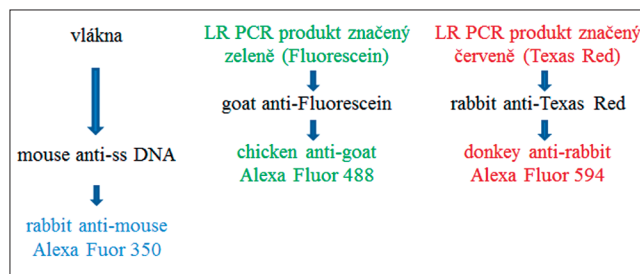 vlákna
mouse anti-ss DNA
rabbit anti-mouse
Alexa Fuor 350
LR PCR produkt značený
zeleně (Fluorescein)
goat anti-Fluorescein
chicken anti-goat
Alexa Fluor 488
LR PCR produkt značený
červeně (Texas Red)
rabbit anti-Texas Red
donkey anti-rabbit
Alexa Fluor 594